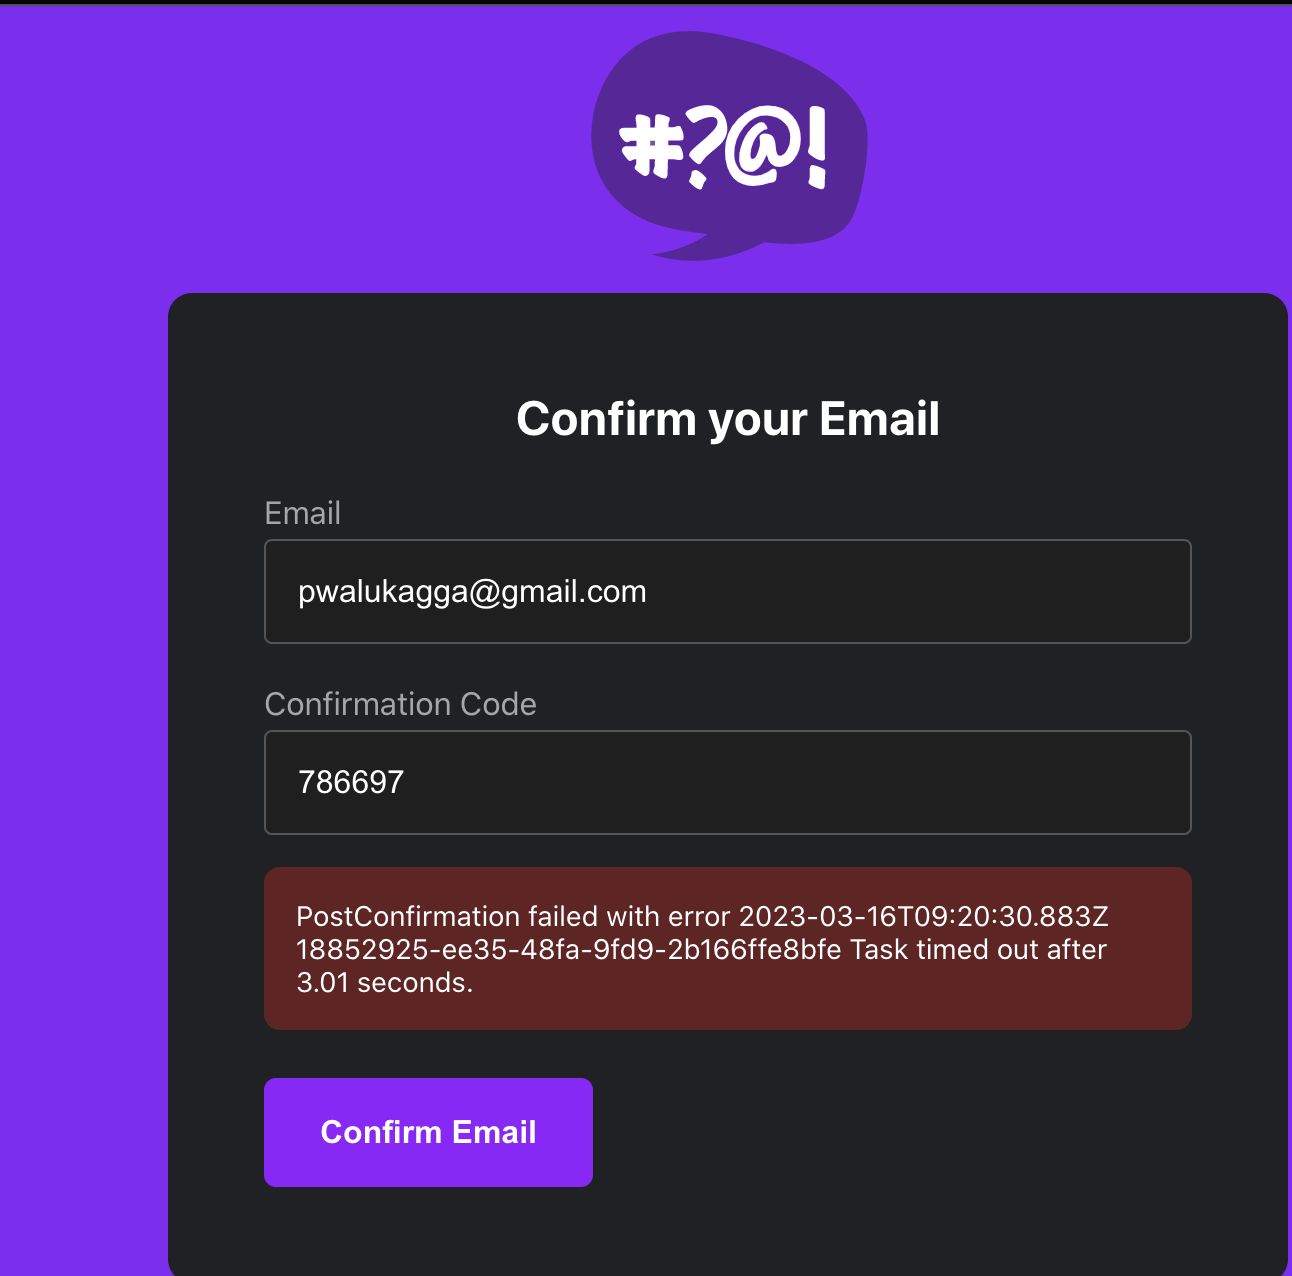 #?@!
Confirm your Email
Email
pwalukagga@gmail.com
Confirmation Code
786697
PostConfirmation failed with error 2023-03-16T09:20:30.883Z
18852925-ee35-48fa-9fd9-2b166ffe8bfe Task timed out after
3.01 seconds.
Confirm Email